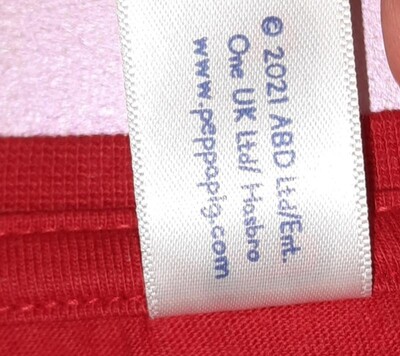 © 2021 ABD Ltd/Ent.
One UK Ltd/ Hasbro
www.peppapig.com